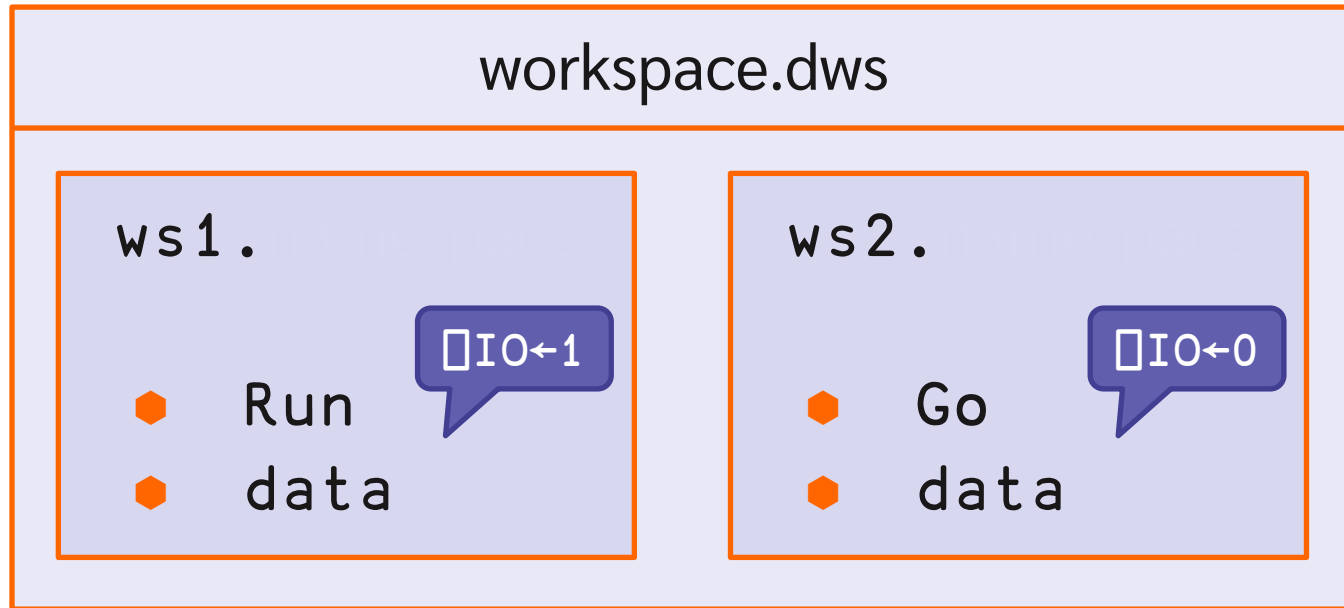 workspace.dws
ws1.
⎕IO←1
Run
data
ws2.
⎕IO←0
Go
data